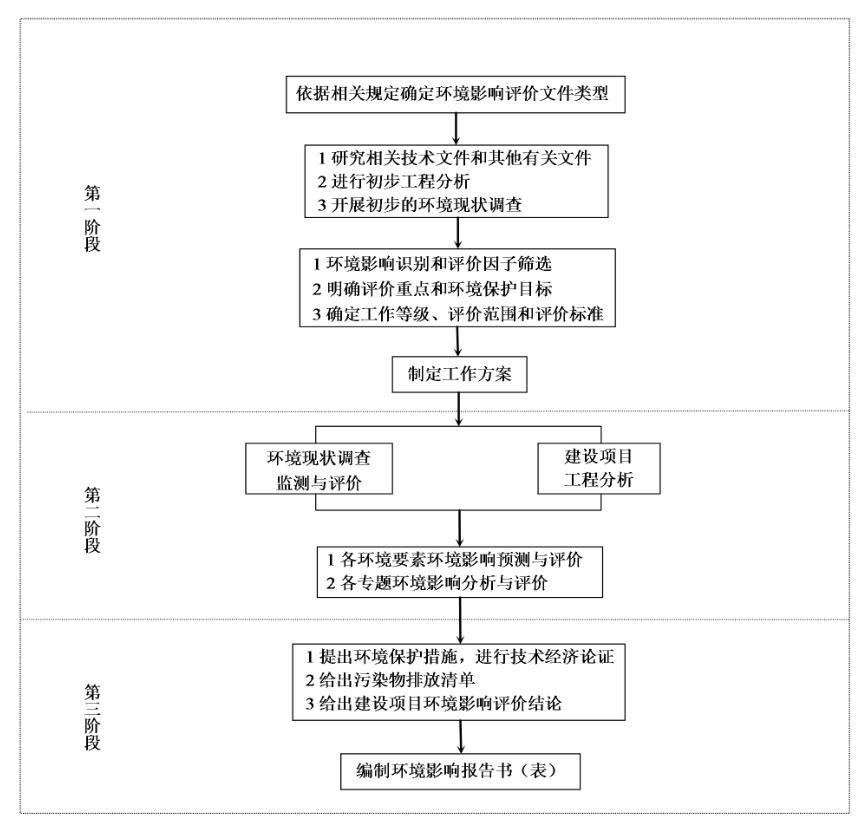 第一阶段
依据相关规定确定环境影响评价文件类型
1 研究相关技术文件和其他有关文件
2 进行初步工程分析
3 开展初步的环境现状调查
1 环境影响识别和评价因子筛选
2 明确评价重点和环境保护目标
3 确定工作等级、评价范围和评价标准
制定工作方案
第二阶段
环境现状调查
监测与评价
建设项目
工程分析
1 各环境要素环境影响预测与评价
2 各专题环境影响分析与评价
第三阶段
1 提出环境保护措施，进行技术经济论证
2 给出污染物排放清单
3 给出建设项目环境影响评价结论
编制环境影响报告书（表）